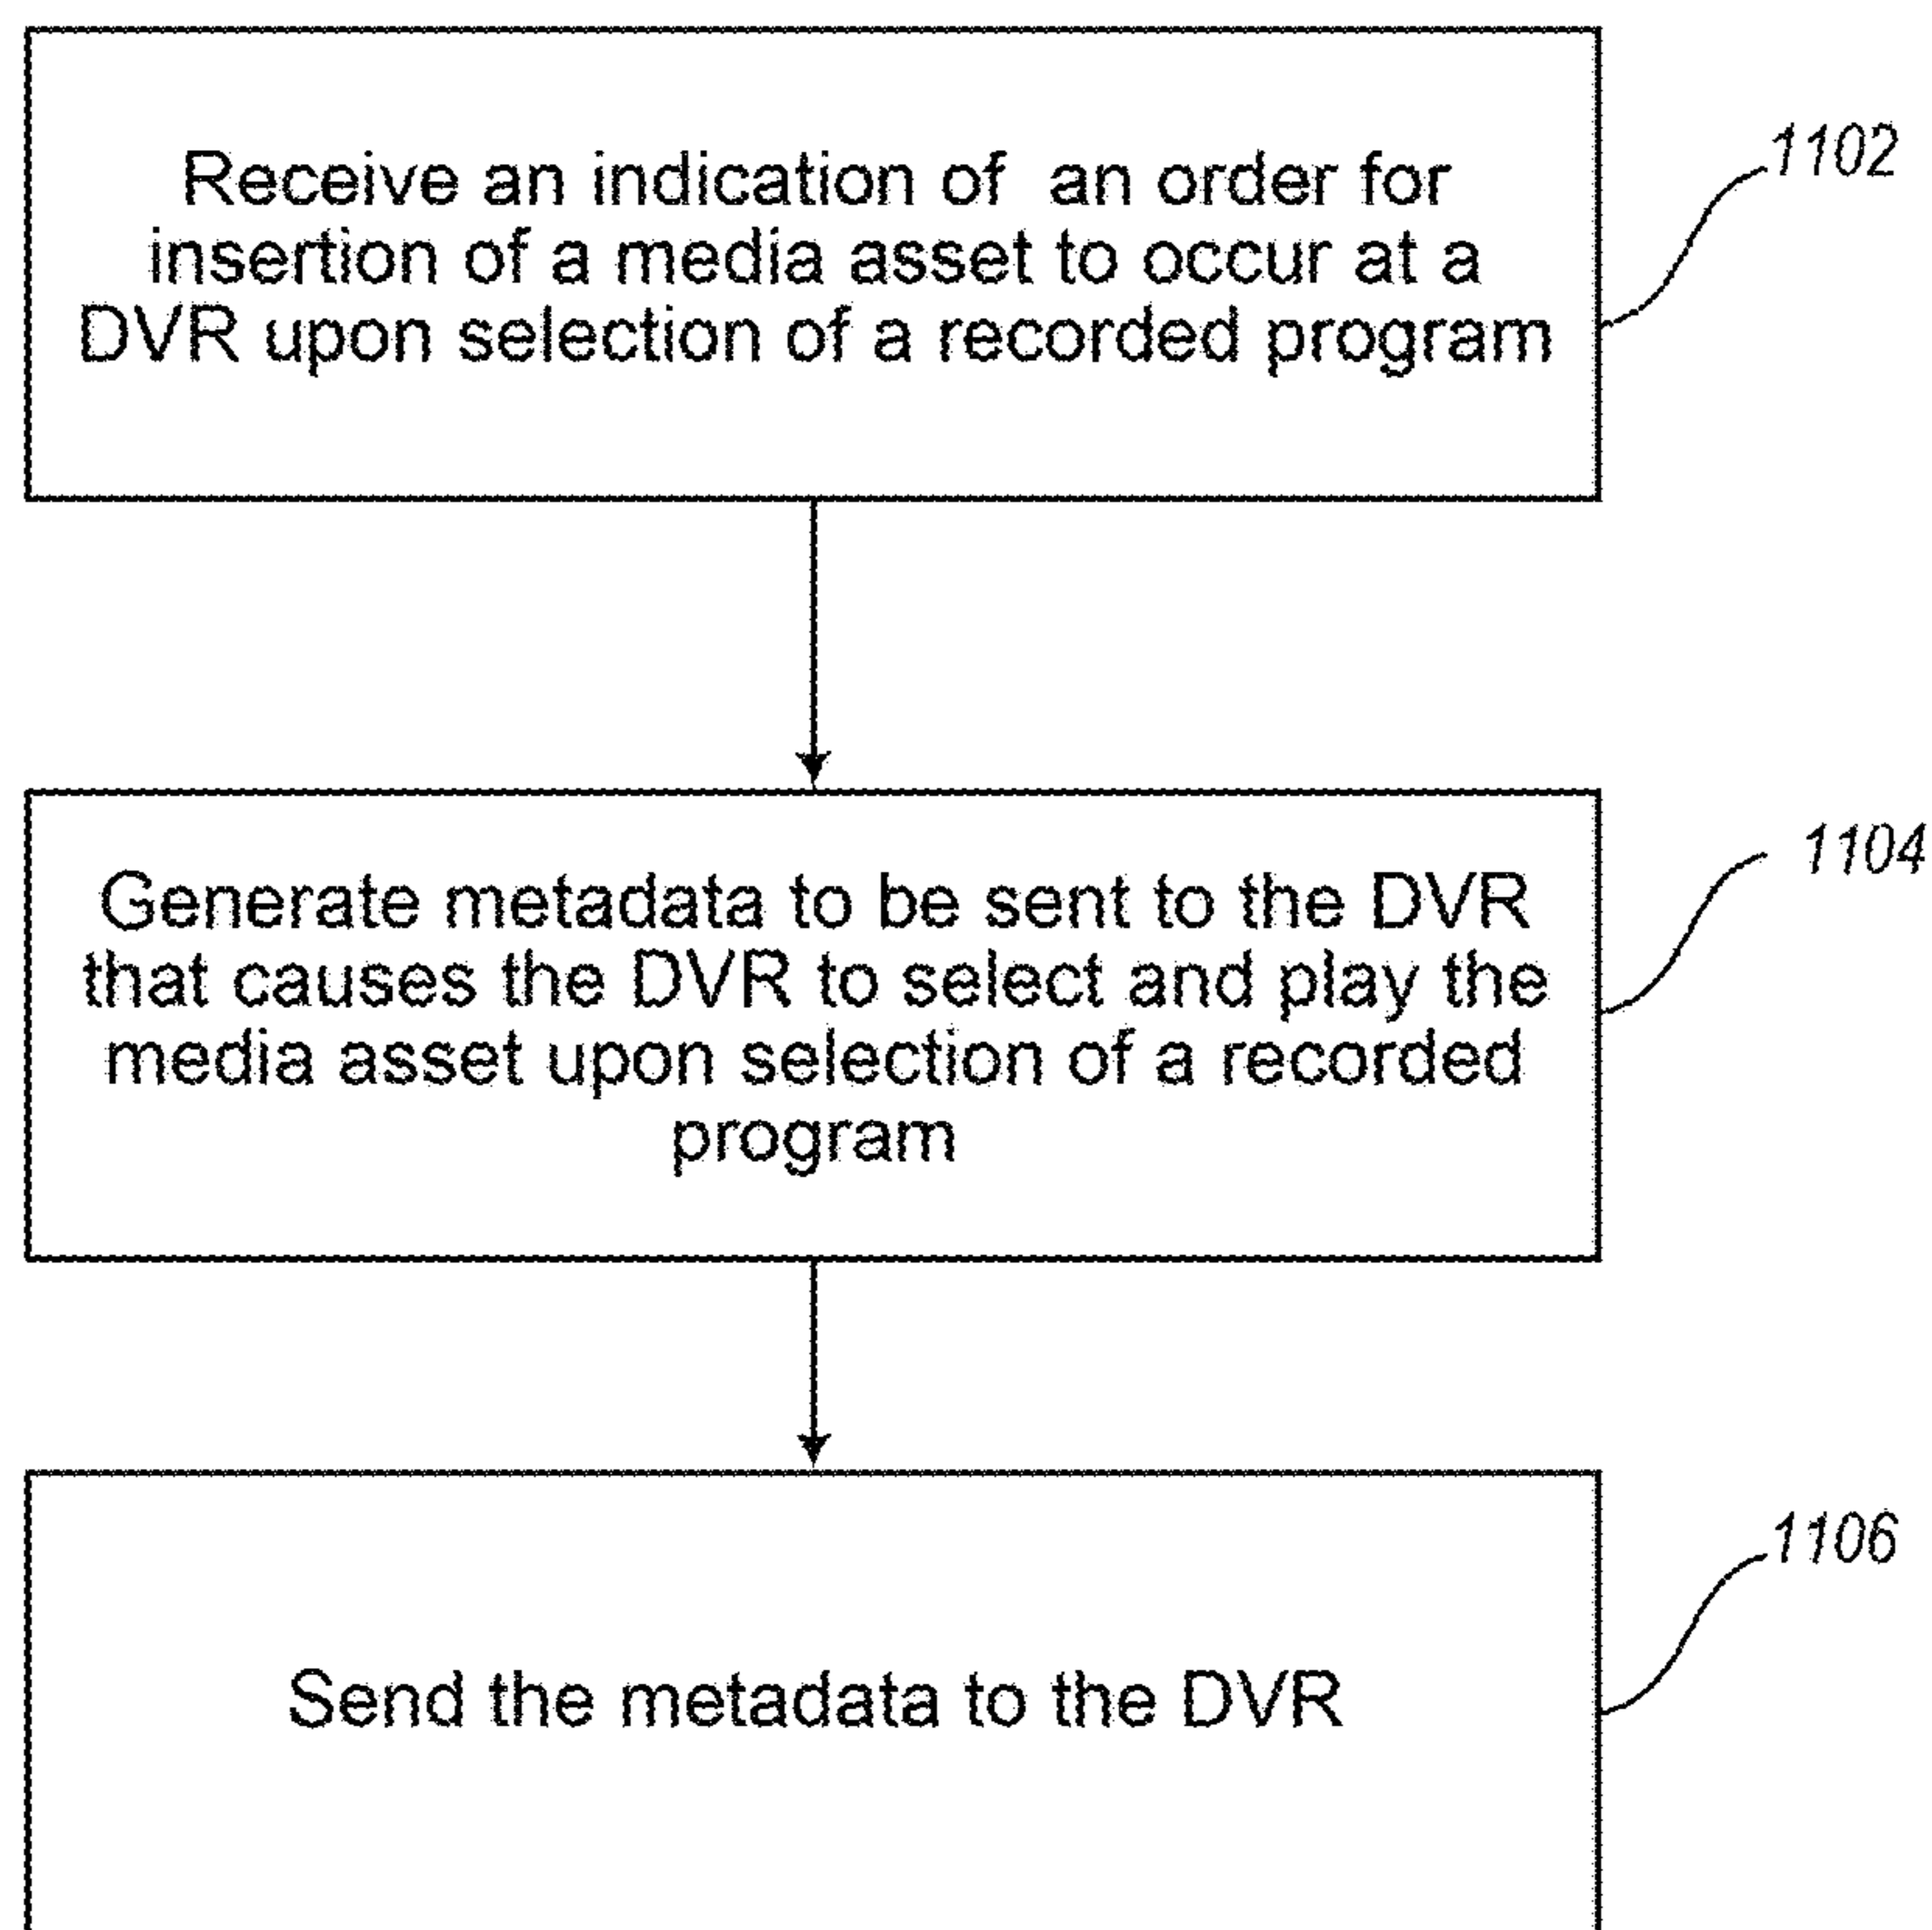 Receive an indication of an order for
insertion of a media asset to occur at a
DVR upon selection of a recorded program
1102
Generate metadata to be sent to the DVR
that causes the DVR to select and play the
media asset upon selection of a recorded
program
1104
Send the metadata to the DVR
1106